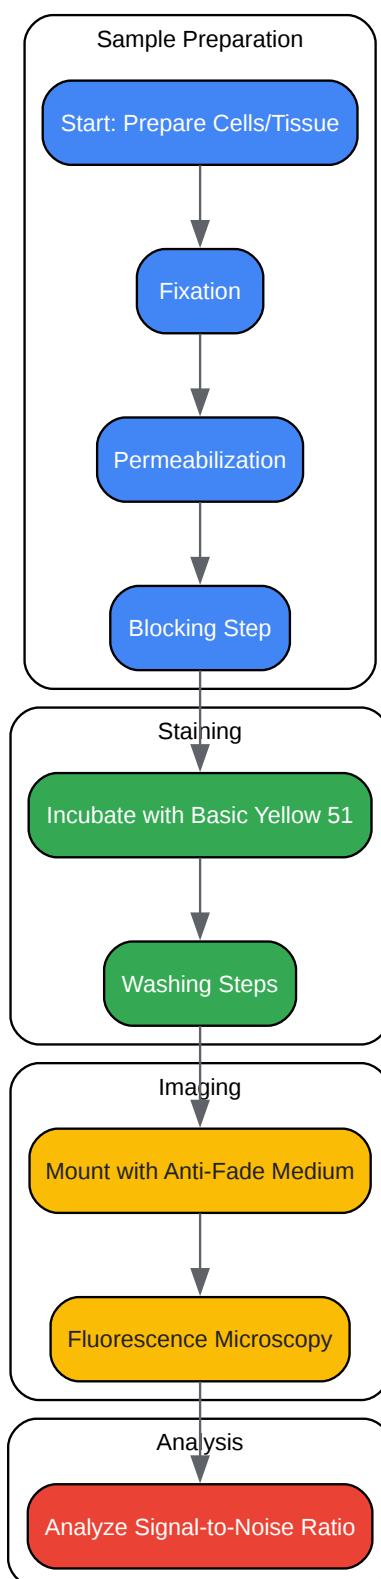 Sample Preparation
Start: Prepare Cells/Tissue
Fixation
Permeabilization
Blocking Step
Staining
Incubate with Basic Yellow 51
Washing Steps
Imaging
Mount with Anti-Fade Medium
Fluorescence Microscopy
Analysis
Analyze Signal-to-Noise Ratio